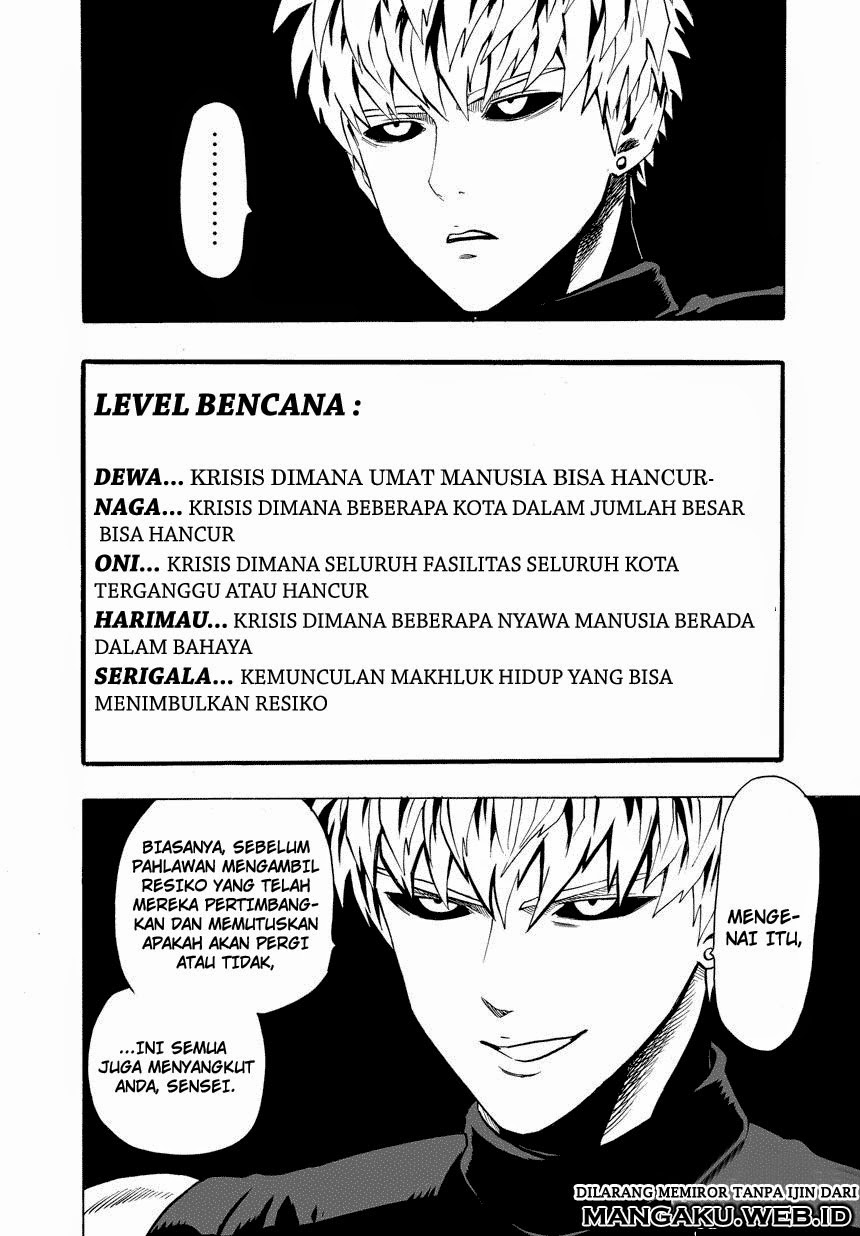 .........
LEVEL BENCANA :
DEWA... KRISIS DIMANA UMAT MANUSIA BISA HANCUR-
NAGA... KRISIS DIMANA BEBERAPA KOTA DALAM JUMLAH BESAR
BISA HANCUR
ONI... KRISIS DIMANA SELURUH FASILITAS SELURUH KOTA
TERGANGGU ATAU HANCUR
HARIMAU... KRISIS DIMANA BEBERAPA NYAWA MANUSIA BERADA
DALAM BAHAYA
SERIGALA... KEMUNCULAN MAKHLUK HIDUP YANG BISA
MENIMBULKAN RESIKO
MENGE-
NAI ITU,
BIASANYA, SEBELUM
PAHLAWAN MENGAMBIL
RESIKO YANG TELAH
MEREKA PERTIMBANG-
KAN DAN MEMUTUSKAN
APAKAH AKAN PERGI
ATAU TIDAK,
...INI SEMUA
JUGA MENYANGKUT
ANDA, SENSEI.
DILARANG MEMIROR TANPA IJIN DARI
MANGAKU.WEB.ID